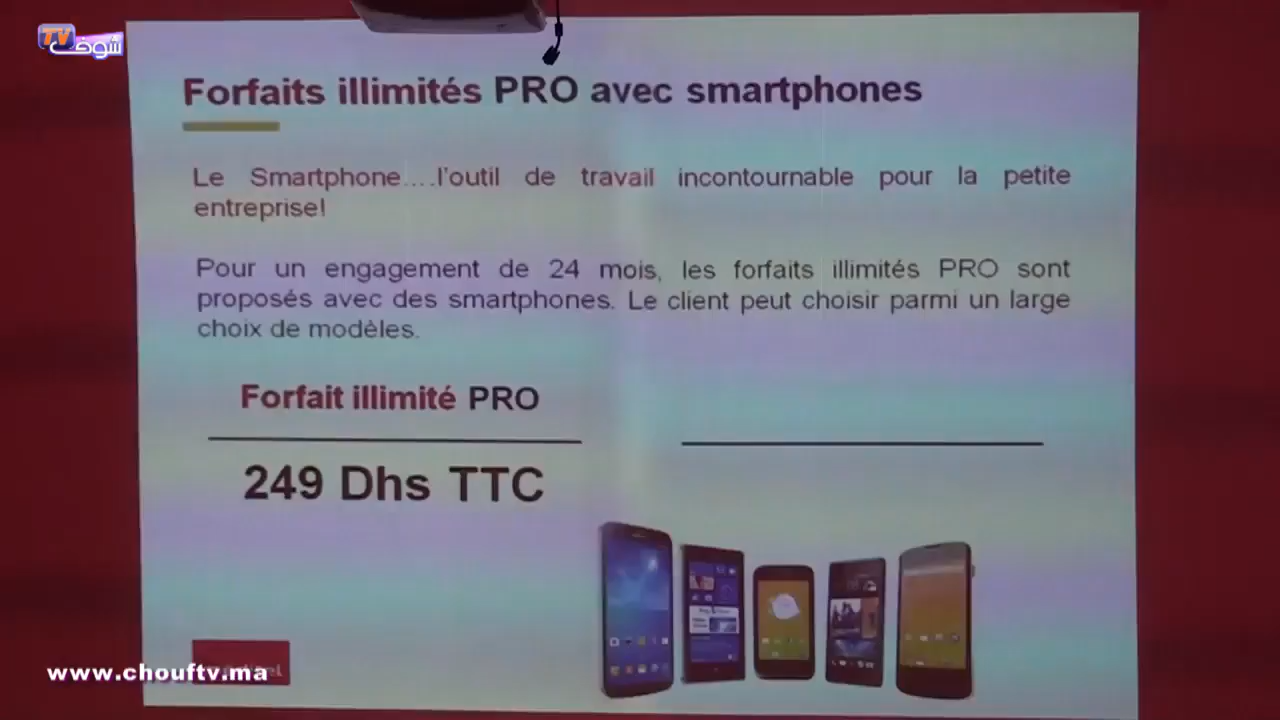 TV شوف
Forfaits illimités PRO avec smartphones
Le Smartphone….l'outil de travail incontournable pour la petite
entreprise!
Pour un engagement de 24 mois, les forfaits illimités PRO sont
proposés avec des smartphones. Le client peut choisir parmi un large
choix de modèles.
Forfait illimité PRO
249 Dhs TTC
www.chouftv.ma